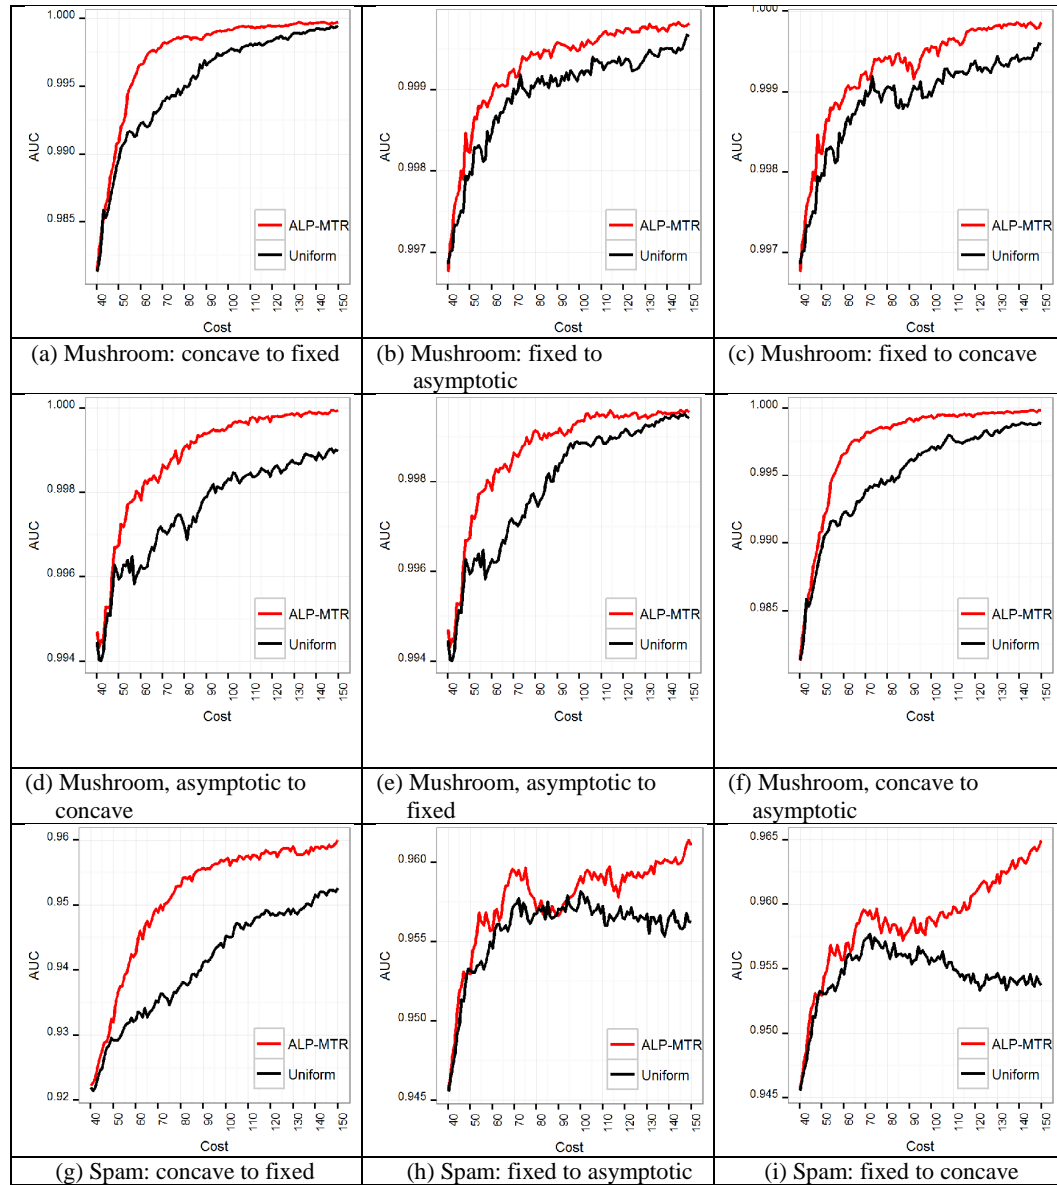 1.000
0.995
0.990
0.985
AUC
ALP-MTR
Uniform
40 50 60 70 80 90 100 110 120 130 140 150
Cost
0.999
0.998
0.997
AUC
ALP-MTR
Uniform
40 50 60 70 80 90 100 110 120 130 140 150
Cost
1.000
0.999
0.998
0.997
AUC
ALP-MTR
Uniform
40 50 60 70 80 90 100 110 120 130 140 150
Cost
(a) Mushroom: concave to fixed
(b) Mushroom: fixed to
asymptotic
(c) Mushroom: fixed to concave
1.000
0.998
0.996
0.994
AUC
ALP-MTR
Uniform
40 50 60 70 80 90 100 110 120 130 140 150
Cost
0.998
0.996
0.994
AUC
ALP-MTR
Uniform
40 50 60 70 80 90 100 110 120 130 140 150
Cost
1.000
0.995
0.990
0.985
AUC
ALP-MTR
Uniform
40 50 60 70 80 90 100 110 120 130 140 150
Cost
(d) Mushroom, asymptotic to
concave
(e) Mushroom, asymptotic to
fixed
(f) Mushroom, concave to
asymptotic
0.96
0.95
0.94
0.93
0.92
AUC
ALP-MTR
Uniform
40 50 60 70 80 90 100 110 120 130 140 150
Cost
0.960
0.955
0.950
0.945
AUC
ALP-MTR
Uniform
40 50 60 70 80 90 100 110 120 130 140 150
Cost
0.965
0.960
0.955
0.950
0.945
AUC
ALP-MTR
Uniform
40 50 60 70 80 90 100 110 120 130 140 150
Cost
(g) Spam: concave to fixed
(h) Spam: fixed to asymptotic
(i) Spam: fixed to concave